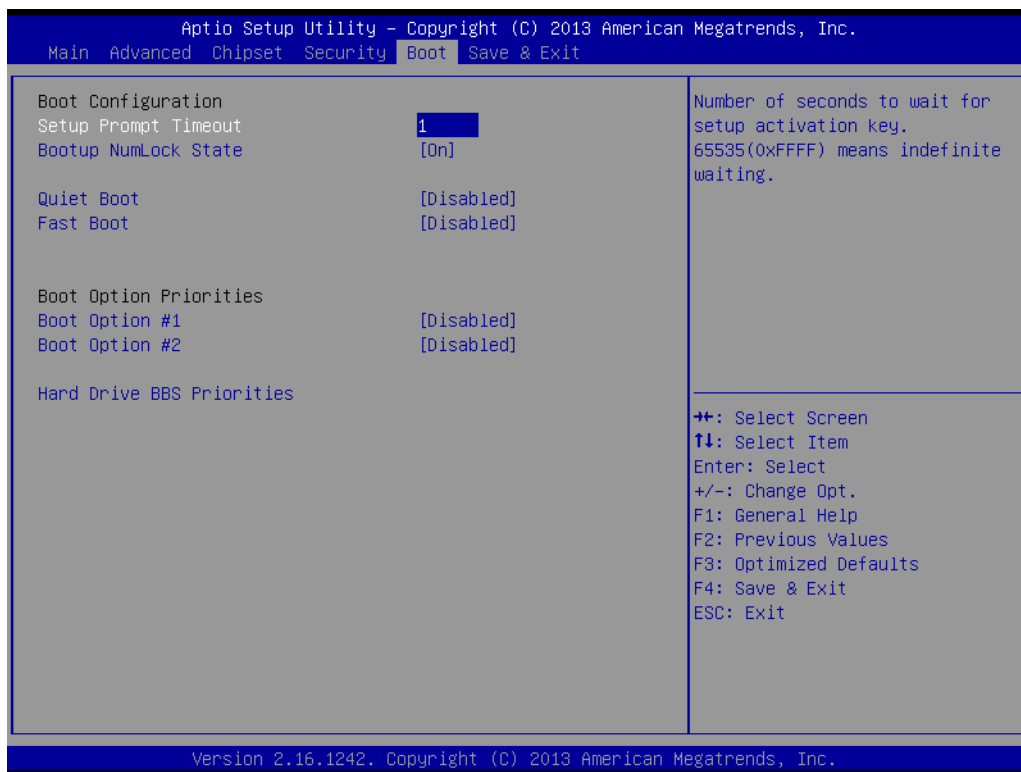 Aptio Setup Utility – Copyright (C) 2013 American Megatrends, Inc.
Main Advanced Chipset Security Boot Save & Exit
Boot Configuration
Setup Prompt Timeout 1
Bootup NumLock State [On]
Quiet Boot [Disabled]
Fast Boot [Disabled]
Boot Option Priorities
Boot Option #1 [Disabled]
Boot Option #2 [Disabled]
Hard Drive BBS Priorities
Number of seconds to wait for
setup activation key.
65535(0xFFFF) means indefinite
waiting.
→←: Select Screen
↑↓: Select Item
Enter: Select
+/-: Change Opt.
F1: General Help
F2: Previous Values
F3: Optimized Defaults
F4: Save & Exit
ESC: Exit
Version 2.16.1242. Copyright (C) 2013 American Megatrends, Inc.